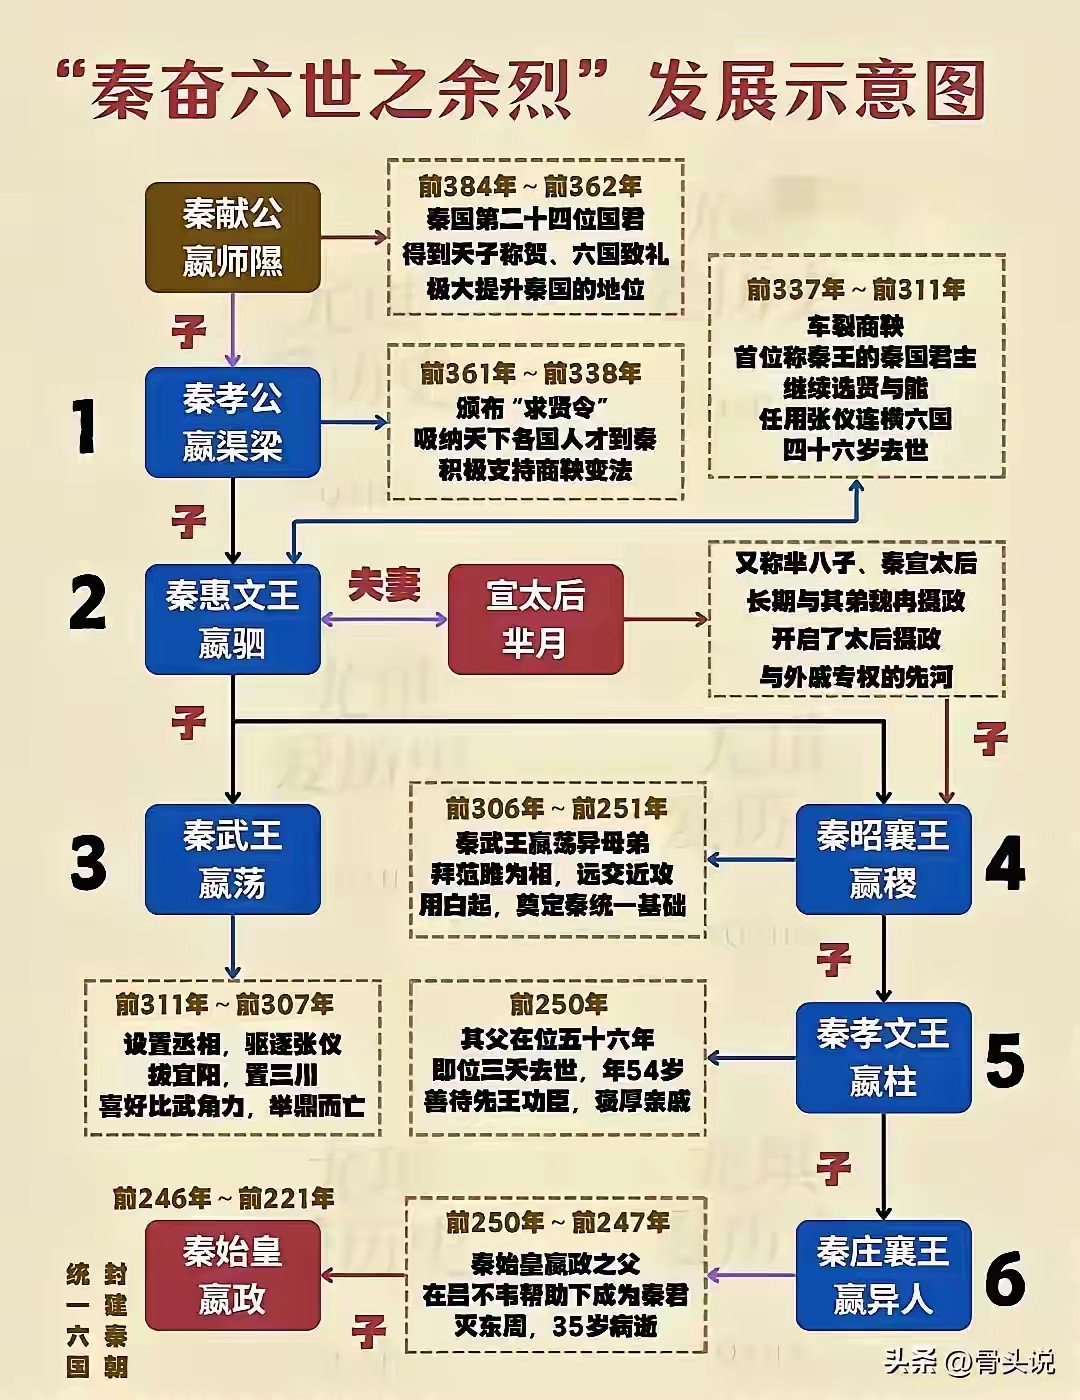 “秦奋六世之余烈”发展示意图
秦献公
嬴师隰
前384年~前362年
秦国第二十四位国君
得到天子称贺、六国致礼
极大提升秦国的地位
子
1
秦孝公
嬴渠梁
前361年~前338年
颁布“求贤令”
吸纳天下各国人才到秦
积极支持商鞅变法
前337年~前311年
车裂商鞅
首位称秦王的秦国君主
继续选贤与能
任用张仪连横六国
四十六岁去世
子
2
秦惠文王
嬴驷
夫妻
宣太后
芈月
又称芈八子、秦宣太后
长期与其弟魏冉摄政
开启了太后摄政
与外戚专权的先河
子
子
3
秦武王
嬴荡
前306年~前251年
秦武王嬴荡异母弟
拜范雎为相，远交近攻
用白起，奠定秦统一基础
秦昭襄王
嬴稷
4
子
前311年~前307年
设置丞相，驱逐张仪
拔宜阳，置三川
喜好比武角力，举鼎而亡
前250年
其父在位五十六年
即位三天去世，年54岁
善待先王功臣，褒厚亲戚
秦孝文王
嬴柱
5
子
前246年~前221年
秦始皇
嬴政
子
前250年~前247年
秦始皇嬴政之父
在吕不韦帮助下成为秦君
灭东周，35岁病逝
秦庄襄王
嬴异人
6
封建秦朝
统一六国
头条 @骨头说